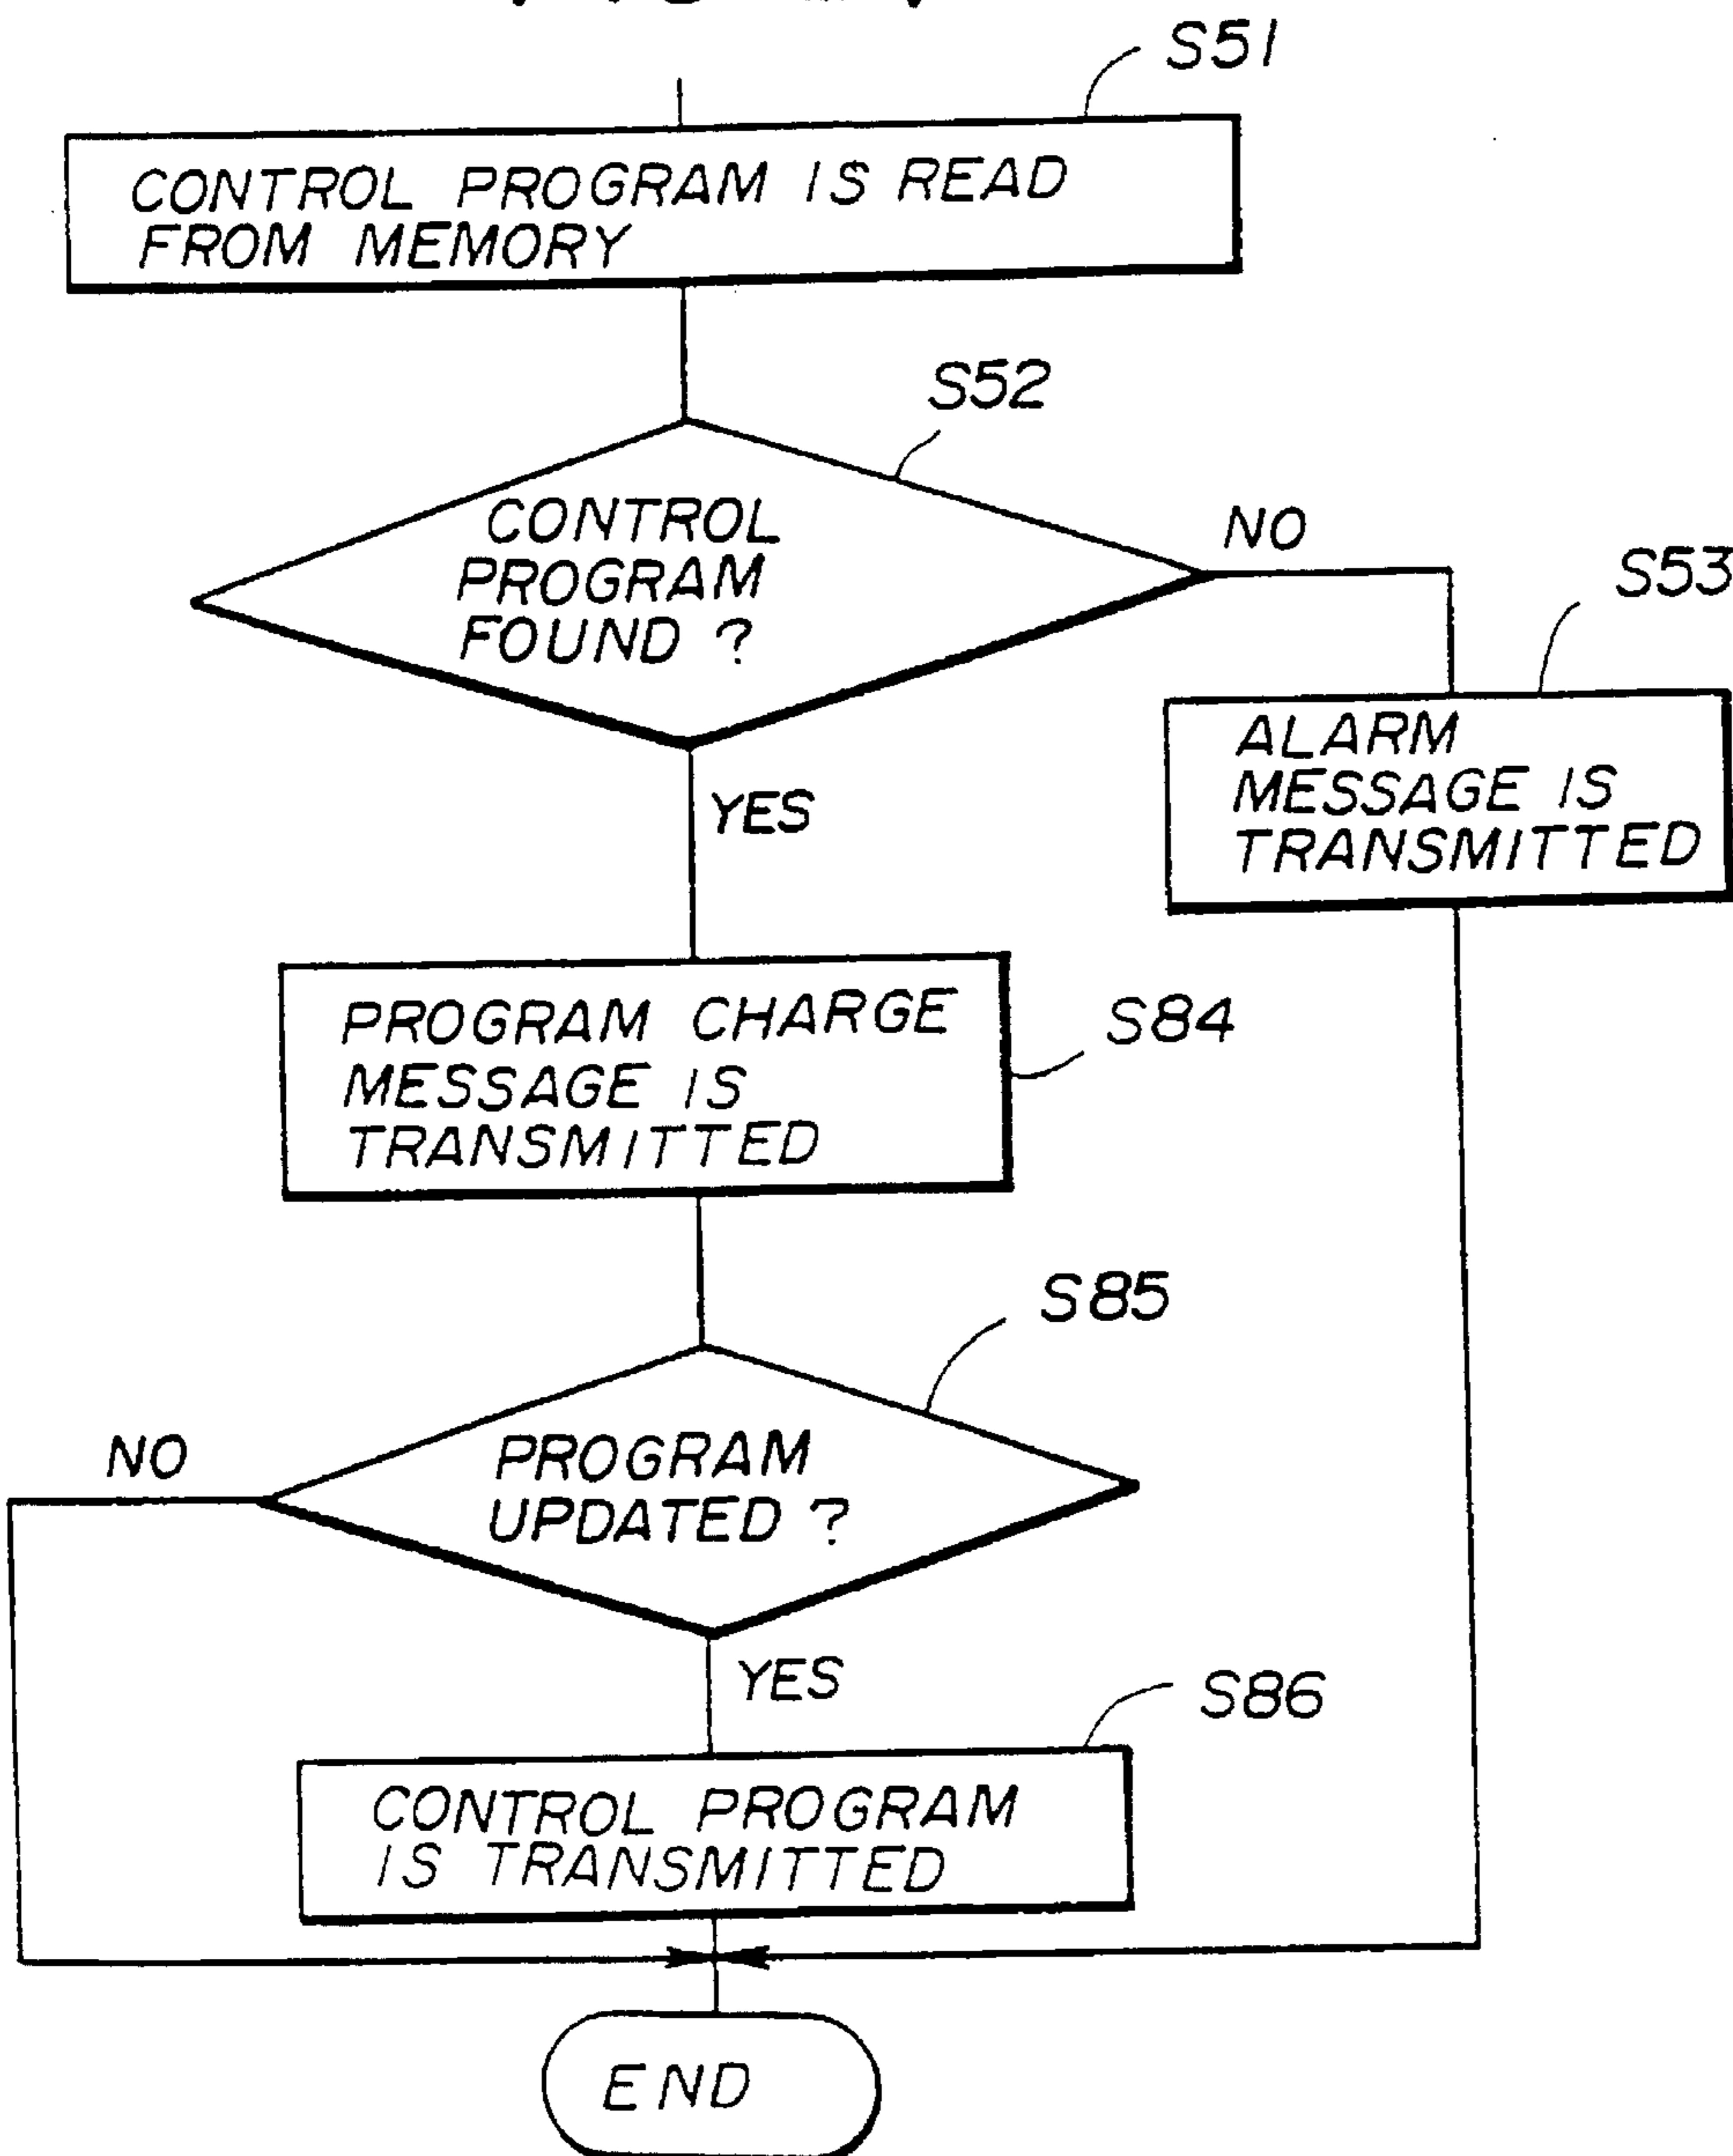 S51
CONTROL PROGRAM IS READ
FROM MEMORY
S52
CONTROL
PROGRAM
FOUND ?
NO
S53
ALARM
MESSAGE IS
TRANSMITTED
YES
PROGRAM CHARGE
MESSAGE IS
TRANSMITTED
S84
S85
PROGRAM
UPDATED ?
NO
YES
S86
CONTROL PROGRAM
IS TRANSMITTED
END